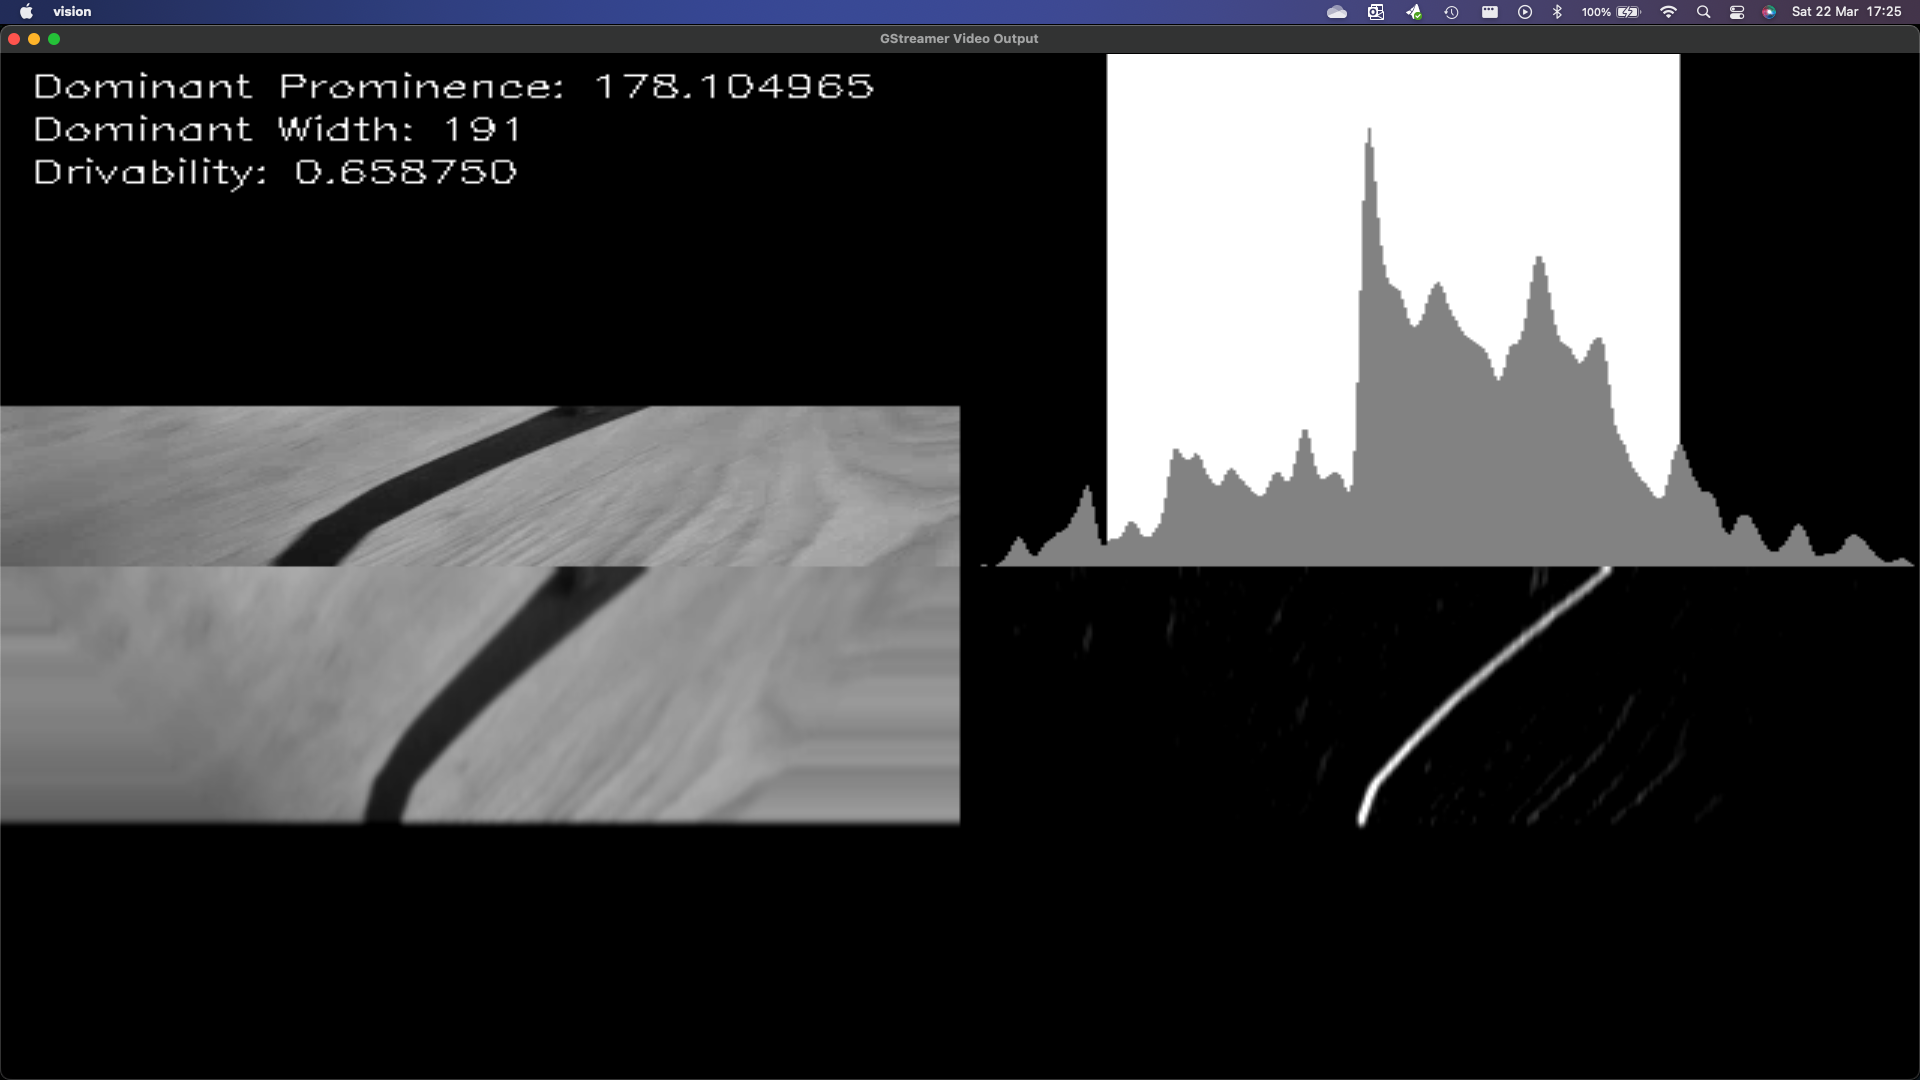 vision
100%
Sat 22 Mar 17:25
GStreamer Video Output
Dominant Prominence: 178.104965
Dominant Width: 191
Drivability: 0.658750